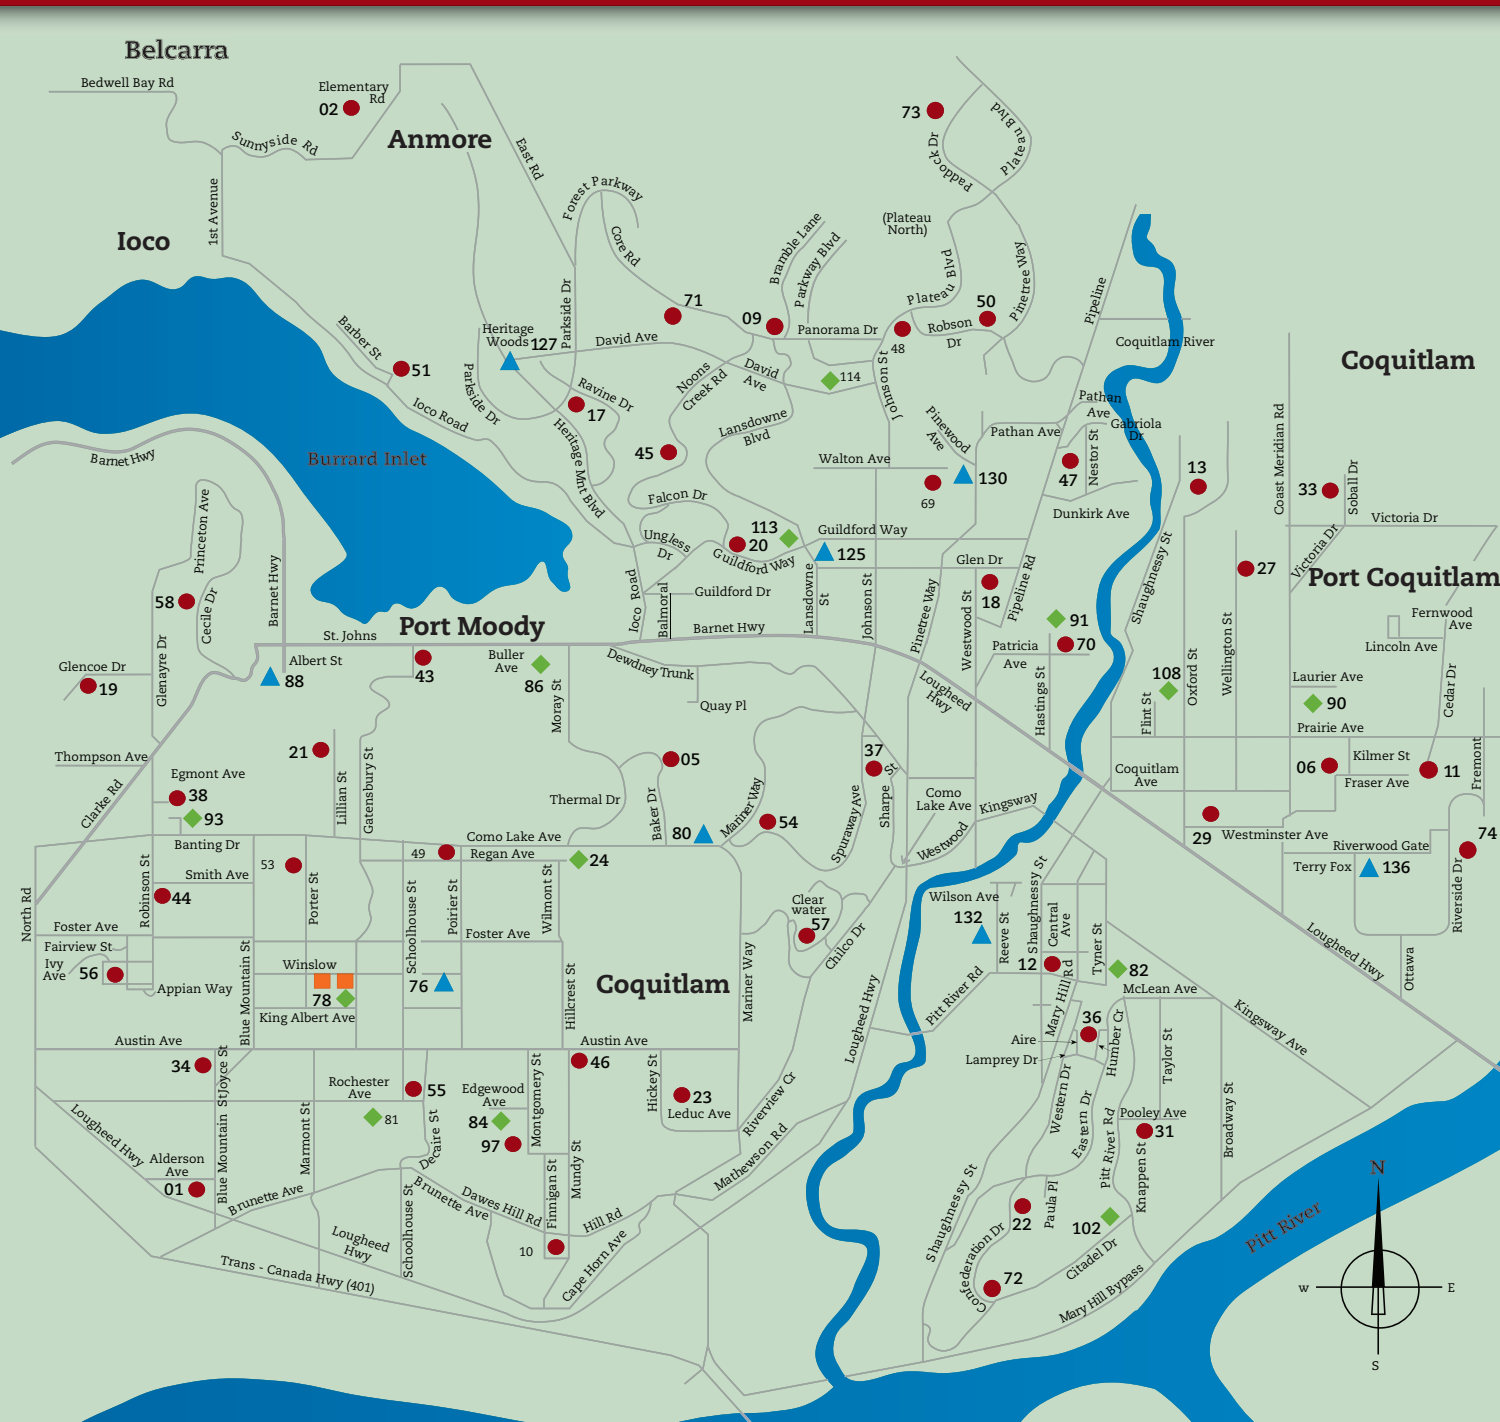 Belcarra
Bedwell Bay Rd
Elementary
Rd
02
Sunnyside Rd
Anmore
East Rd
1st Avenue
Ioco
Forest Parkway
Core Rd
73
Paddock Dr
Plateau Blvd
(Plateau
North)
Bramble Lane
Parkway Blvd
Plateau Blvd
Pinetree Way
Pipeline
71
09
Panorama Dr
48
Robson
Dr
50
Coquitlam River
Coquitlam
Barber St
51
Heritage
Woods
127
Parkside Dr
David Ave
Parkside Dr
Ravine Dr
17
Noons
Creek Rd
David
Ave
114
Johnson St
Ioco Road
Heritage Mnt Blvd
Lansdowne
Blvd
Pinewood
Ave
Pathan
Ave
Pathan Ave
Gabriola
Dr
Nestor St
Coast Meridian Rd
Barnet Hwy
Burrard Inlet
45
Walton Ave
130
69
47
13
33
Soball Dr
Princeton Ave
Falcon Dr
Dunkirk Ave
Victoria Dr
Victoria Dr
Ungless
Dr
113
20
Guildford Way
Guildford Way
125
Glen Dr
Shaughnessy St
27
Port Coquitlam
Barnet Hwy
58
Cecile Dr
Ioco Road
Balmoral
Guildford Dr
Lansdowne
St
Johnson St
Pinetree Way
Westwood St
18
Pipeline Rd
91
Fernwood
Ave
Lincoln Ave
St. Johns
Port Moody
Barnet Hwy
Patricia
Ave
70
Wellington St
Glencoe Dr
19
Glenayre Dr
Albert St
88
43
Buller
Ave
86
Moray St
Dewdney Trunk
Quay Pl
Lougheed
Hwy
Hastings St
108
Flint St
Oxford St
Laurier Ave
90
Prairie Ave
Cedar Dr
Thompson Ave
21
Egmont Ave
38
93
Clarke Rd
Lillian St
Gatensbury St
05
Thermal Dr
Baker Dr
80
Mariner Way
54
37
Spuraway Ave
Sharpe
St
Como
Lake Ave
Kingsway
Westwood
Coquitlam
Ave
06
Kilmer St
Fraser Ave
11
Fremont
29
Westminster Ave
Riverwood Gate
74
Terry Fox
136
Riverside Dr
Banting Dr
Como Lake Ave
49
Regan Ave
24
53
Smith Ave
Robinson St
44
Porter St
Schoolhouse St
Poirier St
Wilmont St
North Rd
Foster Ave
Foster Ave
Fairview St
Ivy
Ave
56
Appian Way
Blue Mountain St
Winslow
78
King Albert Ave
76
Hillcrest St
Coquitlam
Mariner Way
Clear
water
57
Chilco Dr
Lougheed Hwy
Wilson Ave
132
Reeve St
Shaughnessy St
Central
Ave
Tyner St
12
Mary Hill Rd
82
McLean Ave
Pitt River Rd
Lougheed Hwy
Ottawa
Kingsway Ave
Austin Ave
Austin Ave
34
Joyce St
Rochester
Ave
55
81
Edgewood
Ave
84
97
Montgomery St
46
Hickey St
23
Leduc Ave
Riverview Cr
Aire
36
Lamprey Dr
Humber Cr
Taylor St
Western Dr
Eastern Dr
Pitt River Rd
Pooley Ave
31
Knappen St
Broadway St
Lougheed Hwy
Alderson
Ave
01
Blue Mountain St
Marmont St
Decaire St
Brunette Ave
Brunette Ave
Dawes Hill Rd
Finnigan St
Mundy St
Mathewson Rd
Hill Rd
10
Cape Horn Ave
Lougheed
Hwy
Schoolhouse St
Trans - Canada Hwy (401)
Shaughnessy St
22
Paula Pl
102
Confederation Dr
72
Citadel Dr
Mary Hill Bypass
Pitt River
N
W
E
S